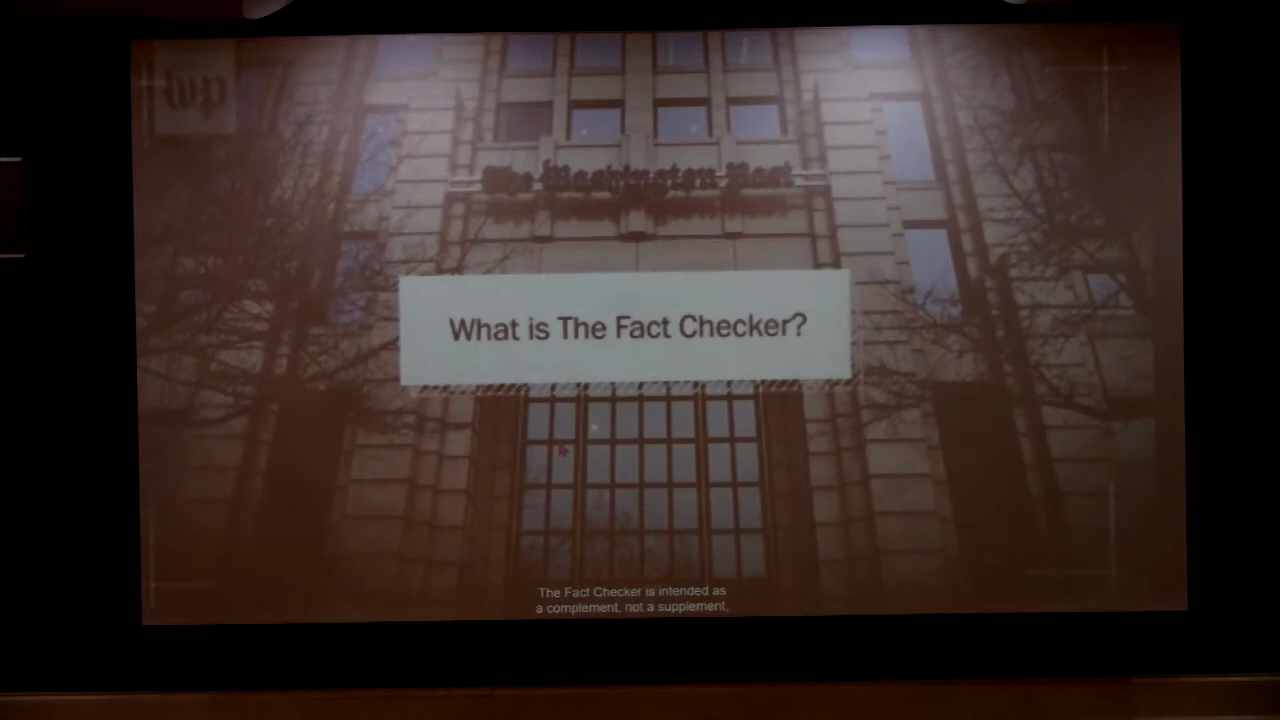 wp
The Washington Post
What is The Fact Checker?
The Fact Checker is intended as
a complement, not a supplement,